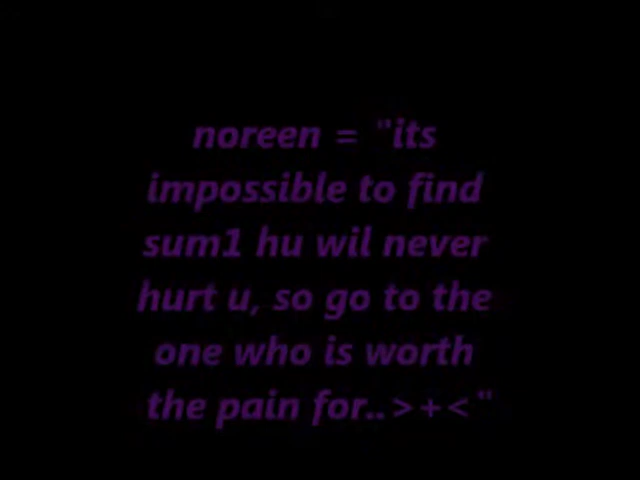 noreen = "its
impossible to find
sum1 hu wil never
hurt u, so go to the
one who is worth
the pain for..>+<"